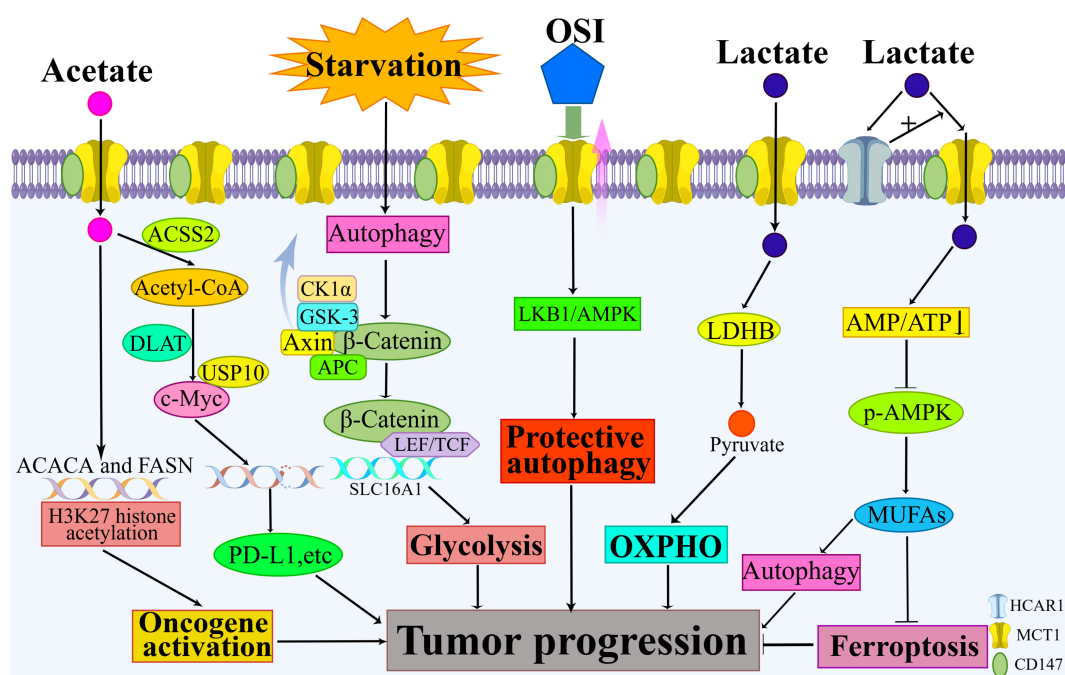 Acetate
Starvation
OSI
Lactate
Lactate
+
ACSS2
Autophagy
Acetyl-CoA
CK1α
GSK-3
LKB1/AMPK
LDHB
AMP/ATP↓
DLAT
Axin
β-Catenin
USP10
APC
c-Myc
β-Catenin
p-AMPK
LEF/TCF
Protective
autophagy
Pyruvate
ACACA and FASN
SLC16A1
H3K27 histone
acetylation
MUFAs
PD-L1,etc
Glycolysis
OXPHO
Autophagy
Oncogene
activation
Tumor progression
Ferroptosis
HCAR1
MCT1
CD147